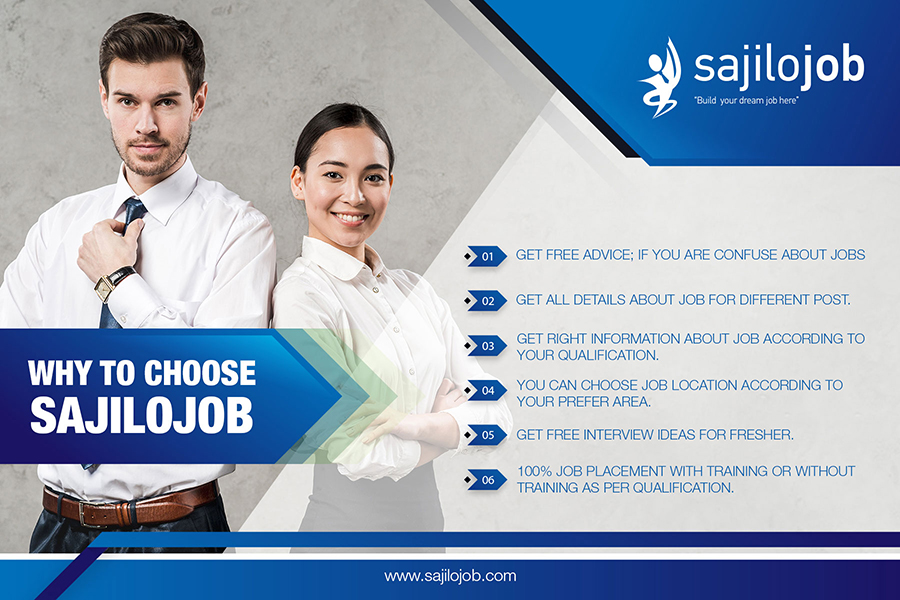 sajilojob
"Build your dream job here"
WHY TO CHOOSE
SAJILOJOB
01 GET FREE ADVICE; IF YOU ARE CONFUSE ABOUT JOBS
02 GET ALL DETAILS ABOUT JOB FOR DIFFERENT POST.
03 GET RIGHT INFORMATION ABOUT JOB ACCORDING TO
YOUR QUALIFICATION.
04 YOU CAN CHOOSE JOB LOCATION ACCORDING TO
YOUR PREFER AREA.
05 GET FREE INTERVIEW IDEAS FOR FRESHER.
06 100% JOB PLACEMENT WITH TRAINING OR WITHOUT
TRAINING AS PER QUALIFICATION.
www.sajilojob.com